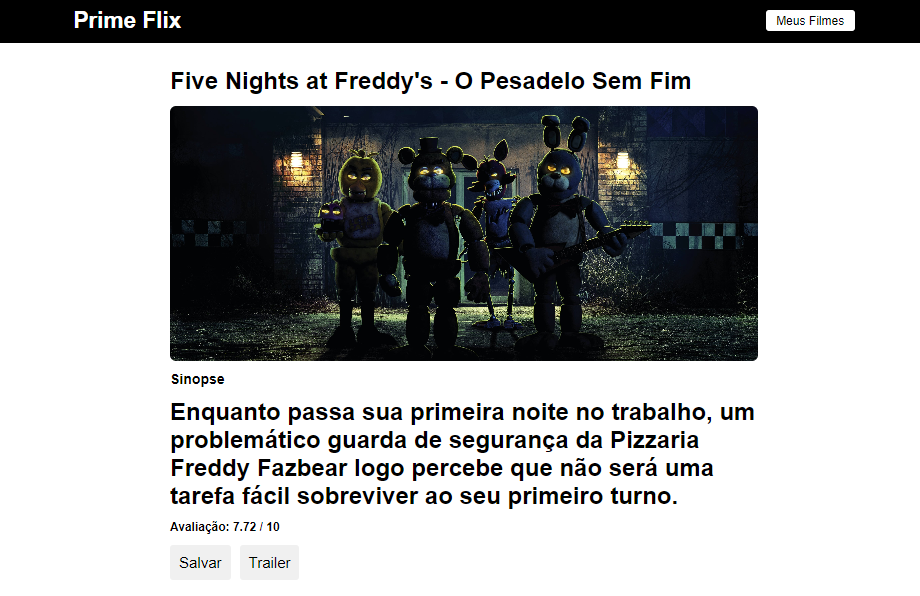 Prime Flix
Meus Filmes
Five Nights at Freddy's - O Pesadelo Sem Fim
Sinopse
Enquanto passa sua primeira noite no trabalho, um
problemático guarda de segurança da Pizzaria
Freddy Fazbear logo percebe que não será uma
tarefa fácil sobreviver ao seu primeiro turno.
Avaliação: 7.72 / 10
Salvar
Trailer